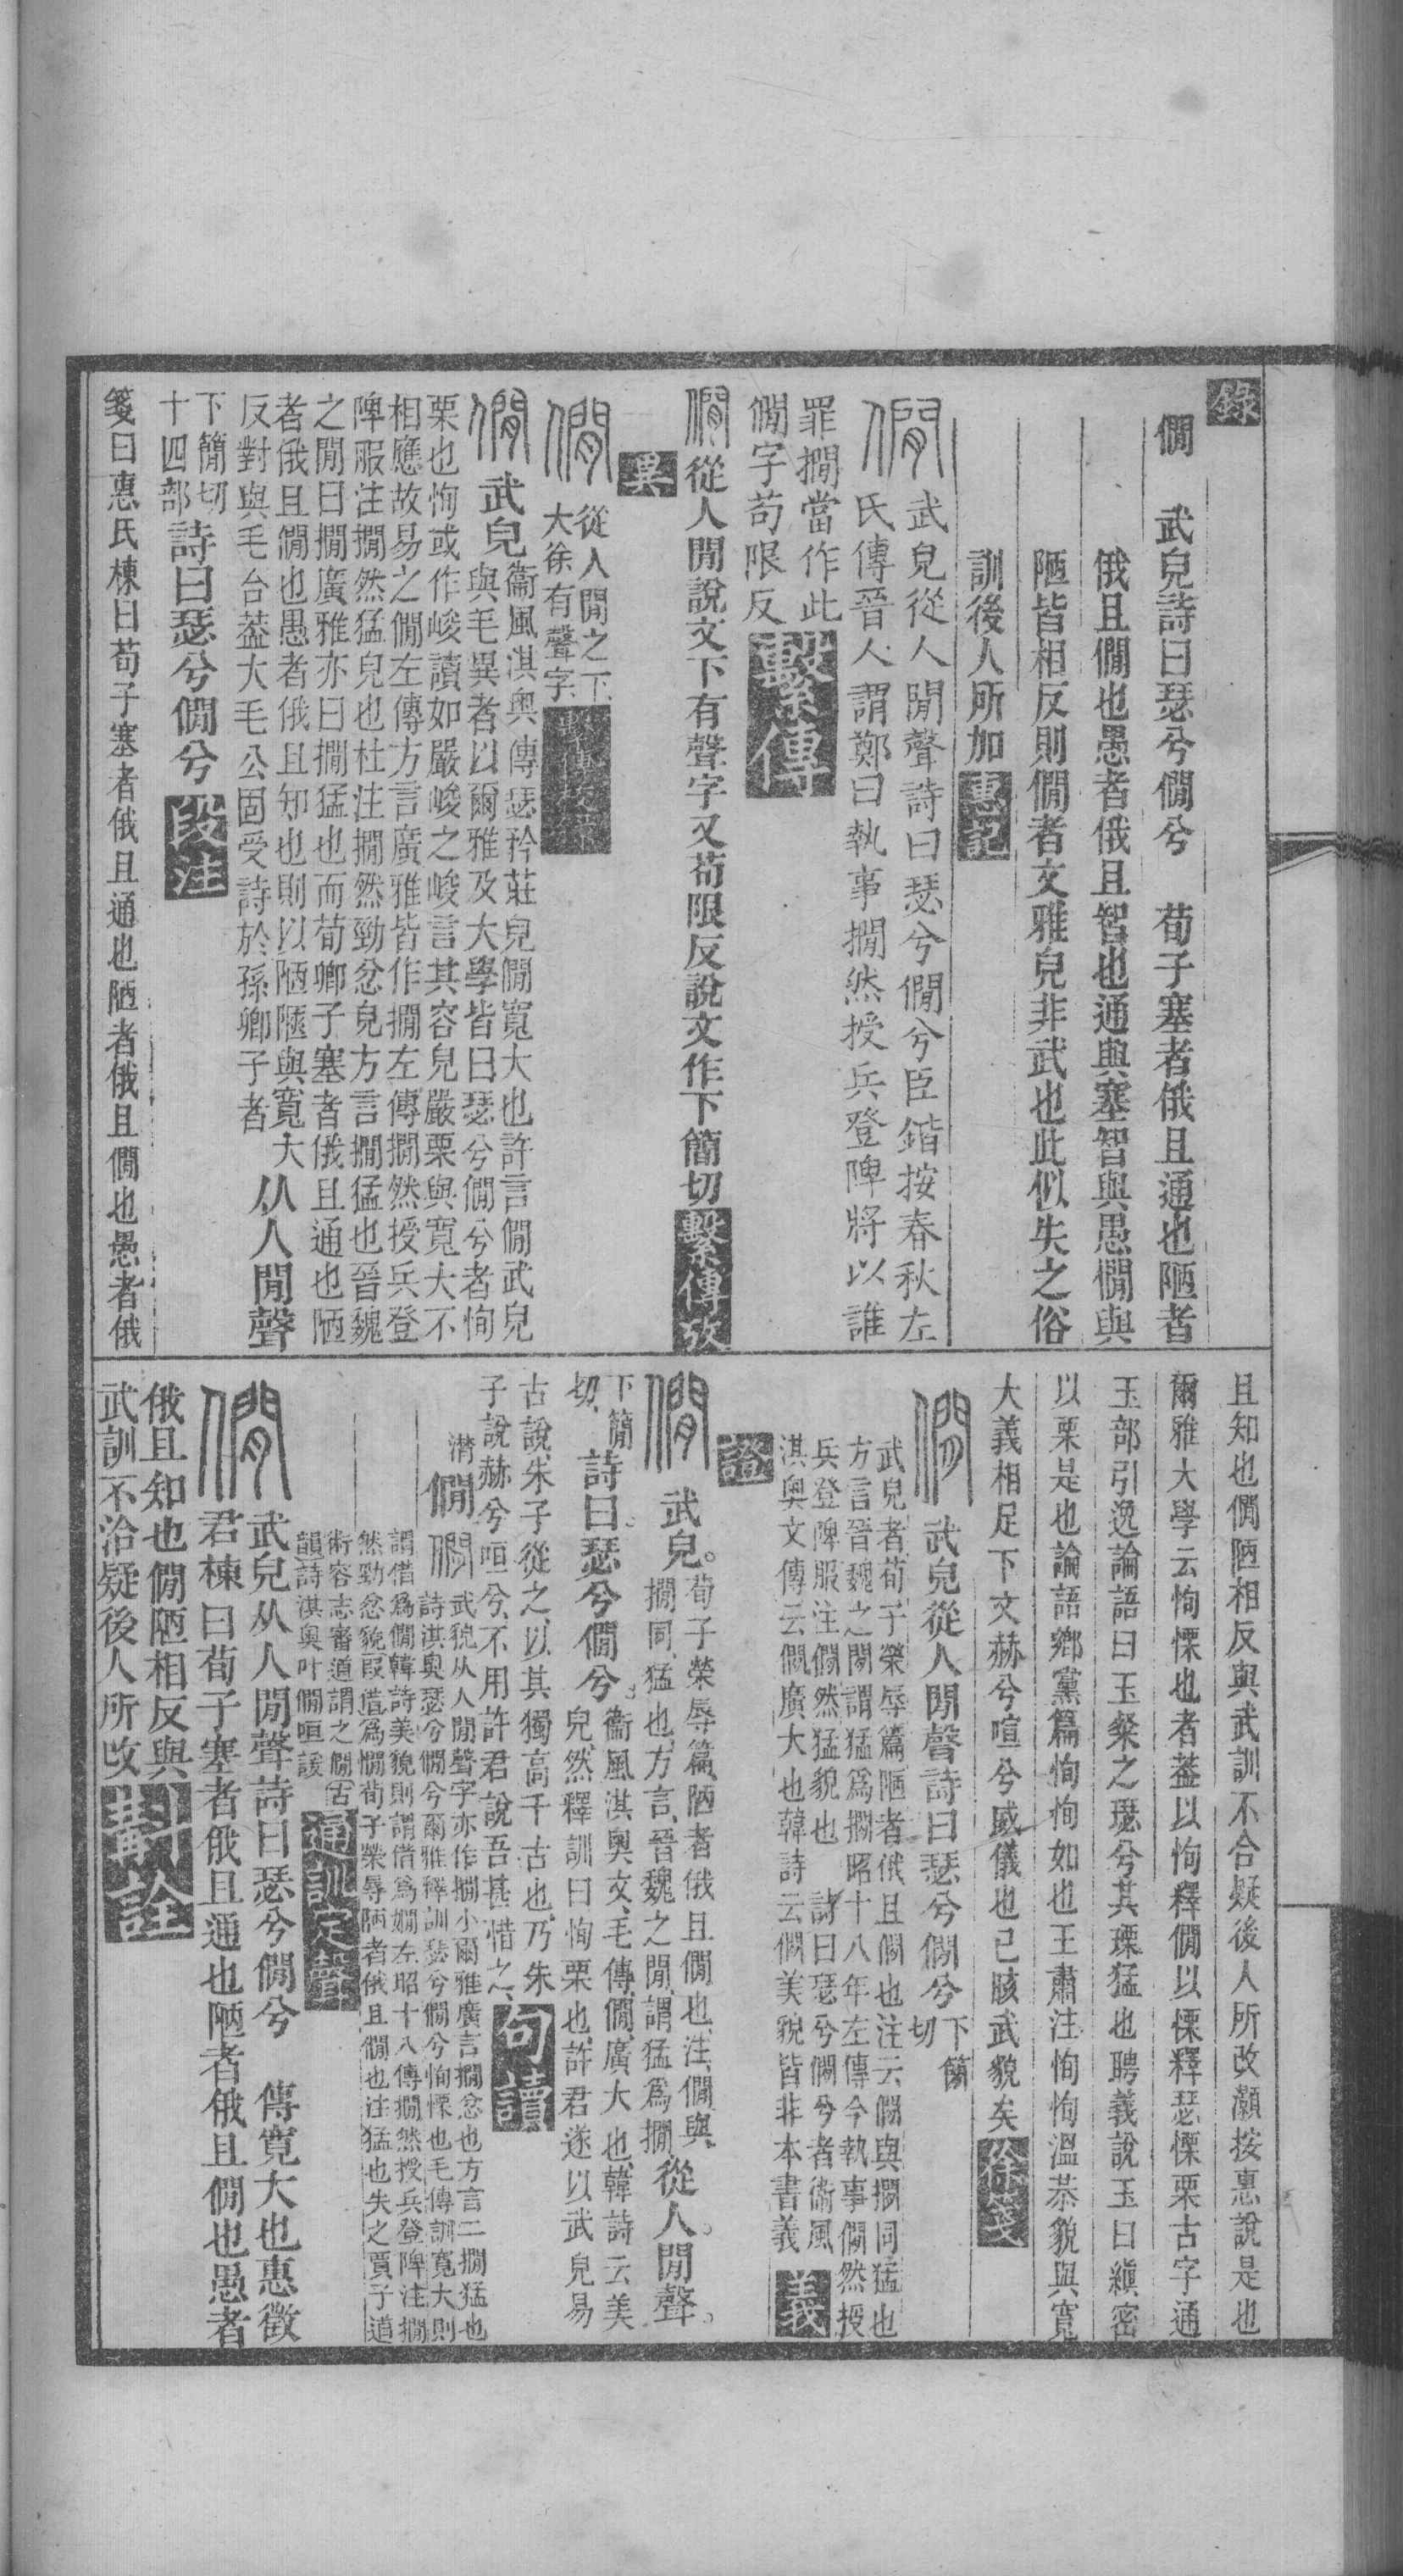 錄
僩　武皃詩曰瑟兮僩兮　荀子塞者俄且通也陋者
俄且僩也愚者俄且智也通與塞智與愚僩與
陋皆相反則僩者文雅皃非武也此似失之俗
訓後人所加惠記
武皃從人閒聲詩曰瑟兮僩兮臣鍇按春秋左
氏傳晉人謂鄭曰執事撊然授兵登陴將以誰
罪撊當作此
僩字苟限反繫傳
僩從人閒說文下有聲字又苟限反說文作下簡切繫傳攷
異
僩從人閒之下
大徐有聲字
僩武皃
衞風淇奧傳瑟矜莊皃僩寬大也許言僩武皃
與毛異者以爾雅及大學皆曰瑟兮僩兮者恂
栗也恂或作峻讀如嚴峻之峻言其容皃嚴栗與寬大不
相應故易之僩左傳方言廣雅皆作撊左傳撊然授兵登
陴服注撊然猛皃也杜注撊然勁忿皃方言撊猛也晉魏
之閒曰撊廣雅亦曰撊猛也而荀卿子塞者俄且通也陋
者俄且僩也愚者俄且知也則以陋陿與寬大
反對與毛合葢大毛公固受詩於孫卿子者
从人閒聲
下簡切
十四部
詩曰瑟兮僩兮段注
箋曰惠氏棟曰荀子塞者俄且通也陋者俄且僩也愚者俄
且知也僩陋相反與武訓不合疑後人所改灝按惠說是也
爾雅大學云恂慄也者葢以恂釋僩以慄釋瑟慄栗古字通
玉部引逸論語曰玉粲之瑟兮其瑮猛也聘義說玉曰縝密
以栗是也論語鄉黨篇恂恂如也王肅注恂恂溫恭貌與寬
大義相足下文赫兮喧兮威儀也已賅武貌矣徐箋
僩武皃從人閒聲詩曰瑟兮僩兮
下簡
切
武皃者荀子榮辱篇陋者俄且僩也注云僩與撊同猛也
方言晉魏之閒謂猛爲撊昭十八年左傳今執事僩然授
兵登陴服注僩然猛貌也　詩曰瑟兮僩兮者衞風
淇奧文傳云僩廣大也韓詩云僩美貌皆非本書義義
證
僩武皃。
荀子榮辱篇、陋者俄且僩也、注、僩與
撊同、猛也、方言、晉魏之閒、謂猛爲撊
從人。閒聲。
下簡
切、
詩曰。瑟兮僩兮。
衞風淇奧文、毛傳、僩、廣大也、韓詩云美
皃、然釋訓曰恂栗也、許君遂以武皃易
古說、朱子從之、以其獨高千古也、乃朱
子說赫兮咺兮、不用許君說、吾甚惜之、
句讀
僩
武貌从人閒聲字亦作撊小爾雅廣言撊忿也方言二撊猛也
詩淇奧瑟兮僩兮爾雅釋訓瑟兮僩兮恂慄也毛傳訓寬大則
謂借爲僩韓詩美貌則謂借爲嫺左昭十八傳撊然授兵登陴注撊
然勁忿貌叚借爲憪荀子榮辱陋者俄且僩也注猛也失之賈子道
術容志審道謂之僩古
韻詩淇奧叶僩咺諼
通訓定聲
僩武皃从人閒聲詩曰瑟兮僩兮　傳寬大也惠徵
君棟曰荀子塞者俄且通也陋者俄且僩也愚者
俄且知也僩陋相反與
武訓不洽疑後人所改斠詮